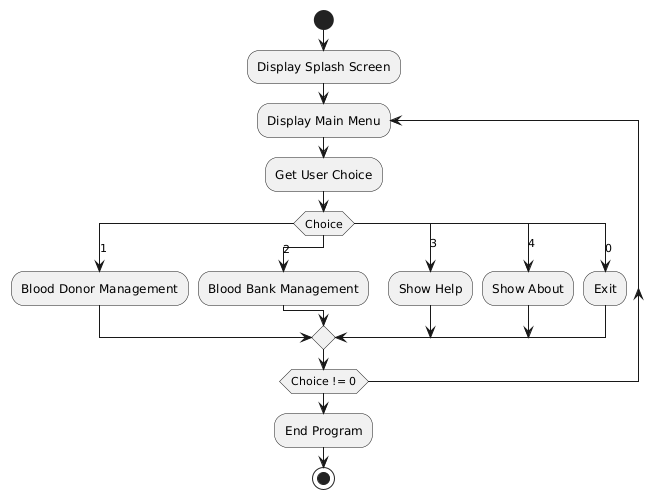 Display Splash Screen
Display Main Menu
Get User Choice
Choice
1
2
3
4
0
Blood Donor Management
Blood Bank Management
Show Help
Show About
Exit
Choice != 0
End Program